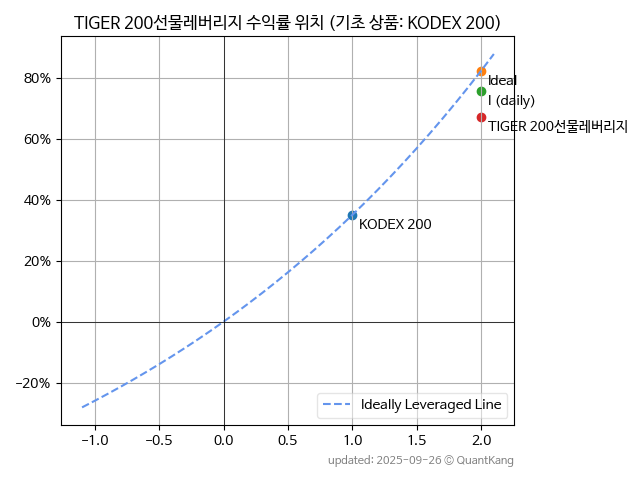 TIGER 200선물레버리지 수익률 위치 (기초 상품: KODEX 200)
80%
60%
40%
20%
0%
−20%
Ideal
I (daily)
TIGER 200선물레버리지
KODEX 200
Ideally Leveraged Line
−1.0 −0.5 0.0 0.5 1.0 1.5 2.0
updated: 2025-09-26 © QuantKang